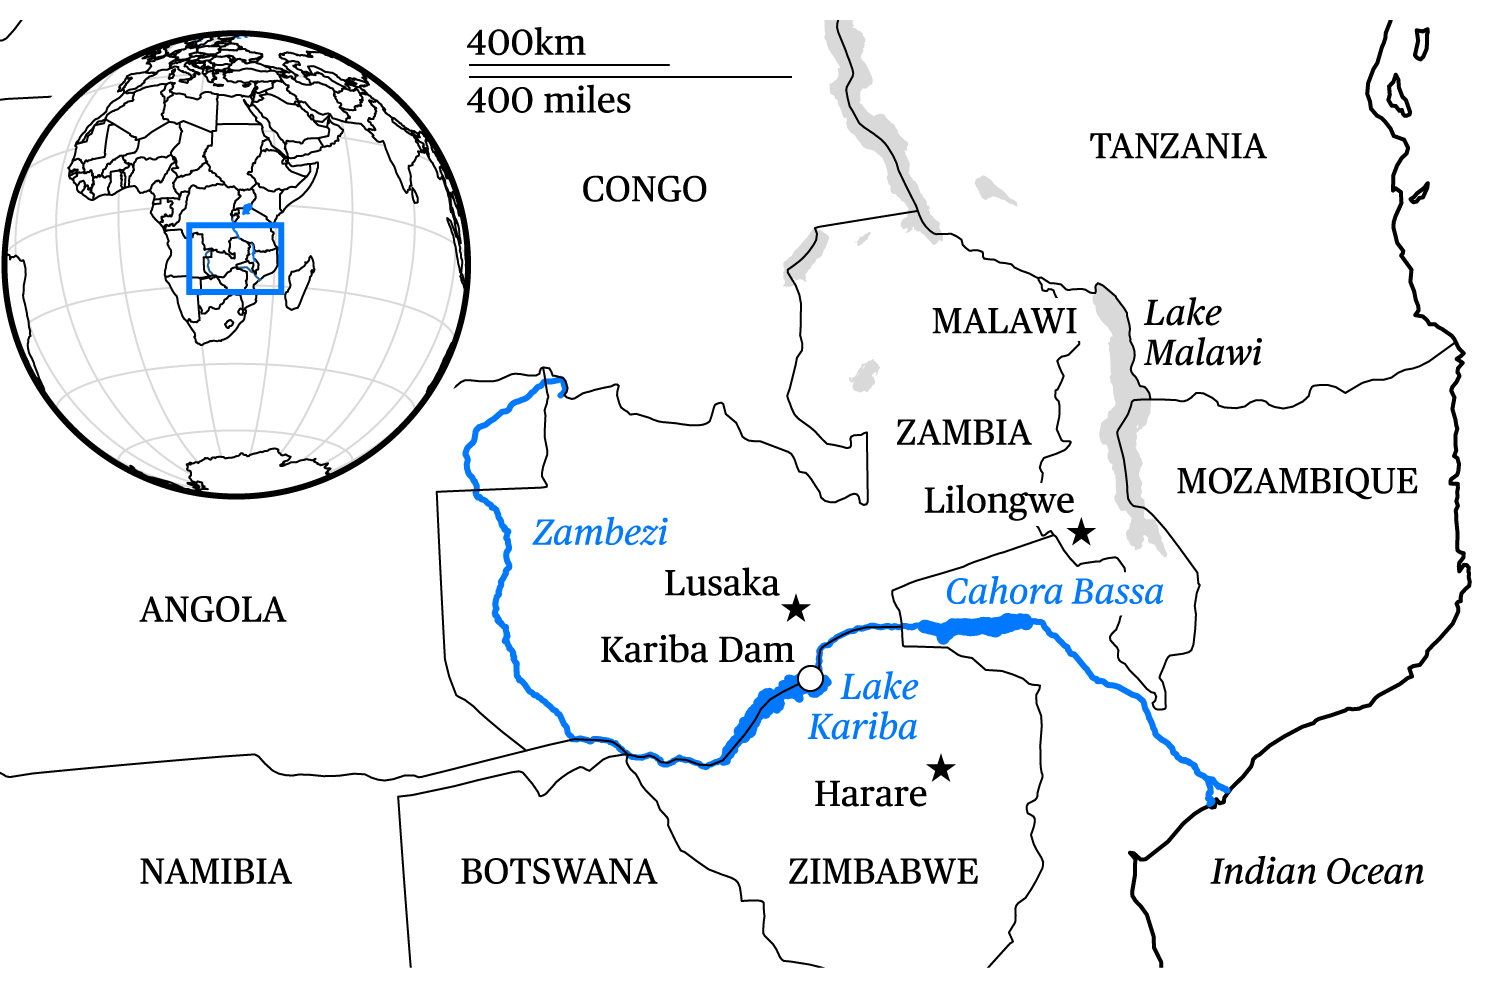 400km
400 miles
TANZANIA
CONGO
MALAWI
Lake
Malawi
ZAMBIA
MOZAMBIQUE
Lilongwe
Zambezi
Lusaka
Cahora Bassa
ANGOLA
Kariba Dam
Lake
Kariba
Harare
NAMIBIA
BOTSWANA
ZIMBABWE
Indian Ocean